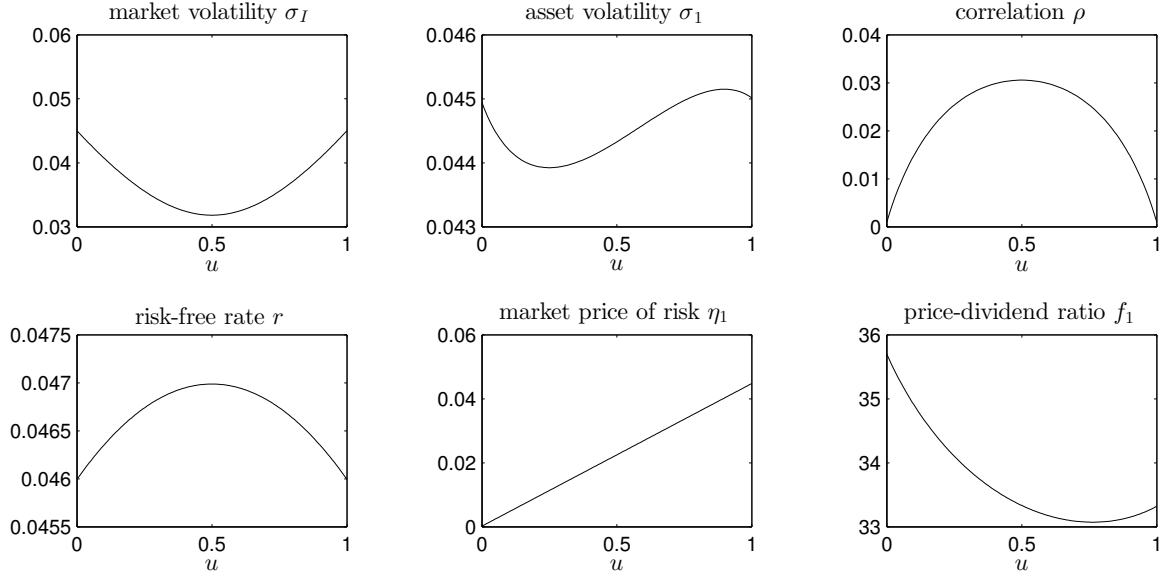 market volatility σ_I
0.06
0.05
0.04
0.03
0 0.5 1
u
asset volatility σ₁
0.046
0.045
0.044
0.043
0 0.5 1
u
correlation ρ
0.04
0.03
0.02
0.01
0
0 0.5 1
u
risk-free rate r
0.0475
0.047
0.0465
0.046
0.0455
0 0.5 1
u
market price of risk η₁
0.06
0.04
0.02
0
0 0.5 1
u
price-dividend ratio f₁
36
35
34
33
0 0.5 1
u